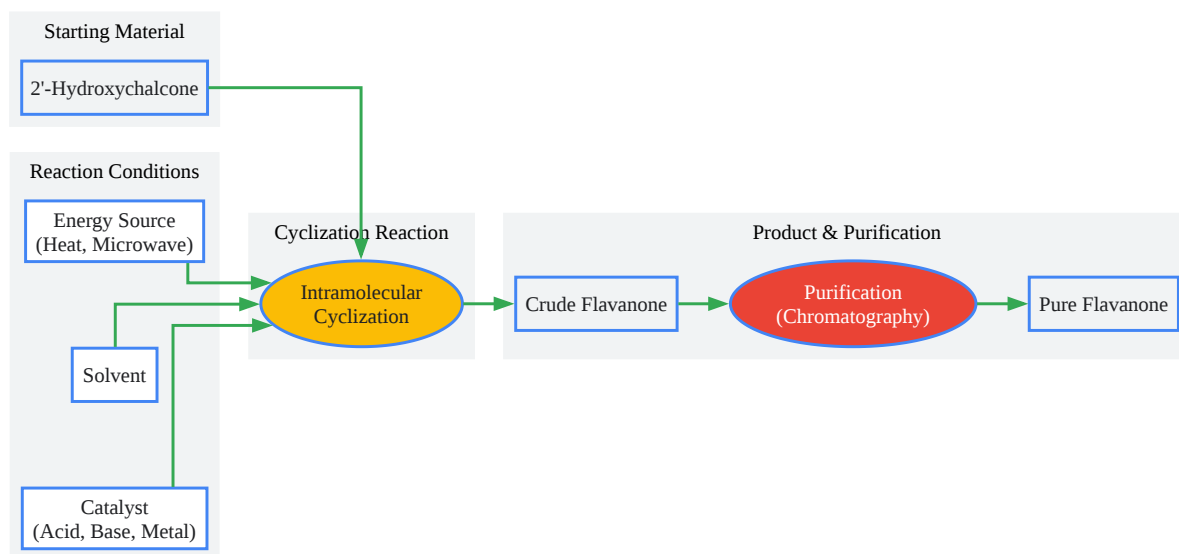 Starting Material
2'-Hydroxychalcone
Reaction Conditions
Energy Source
(Heat, Microwave)
Solvent
Catalyst
(Acid, Base, Metal)
Cyclization Reaction
Intramolecular
Cyclization
Product & Purification
Crude Flavanone
Purification
(Chromatography)
Pure Flavanone